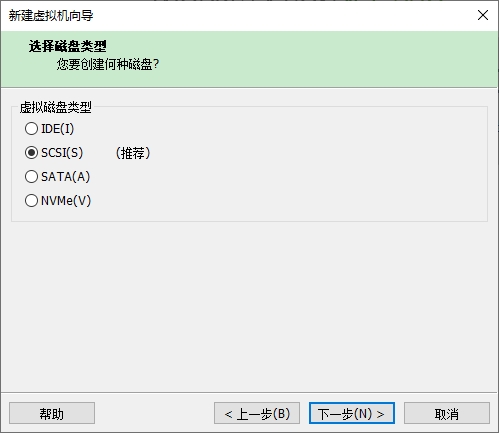 新建虚拟机向导
选择磁盘类型
您要创建何种磁盘?
虚拟磁盘类型
IDE(I)
SCSI(S) （推荐）
SATA(A)
NVMe(V)
帮助 < 上一步(B) 下一步(N) > 取消